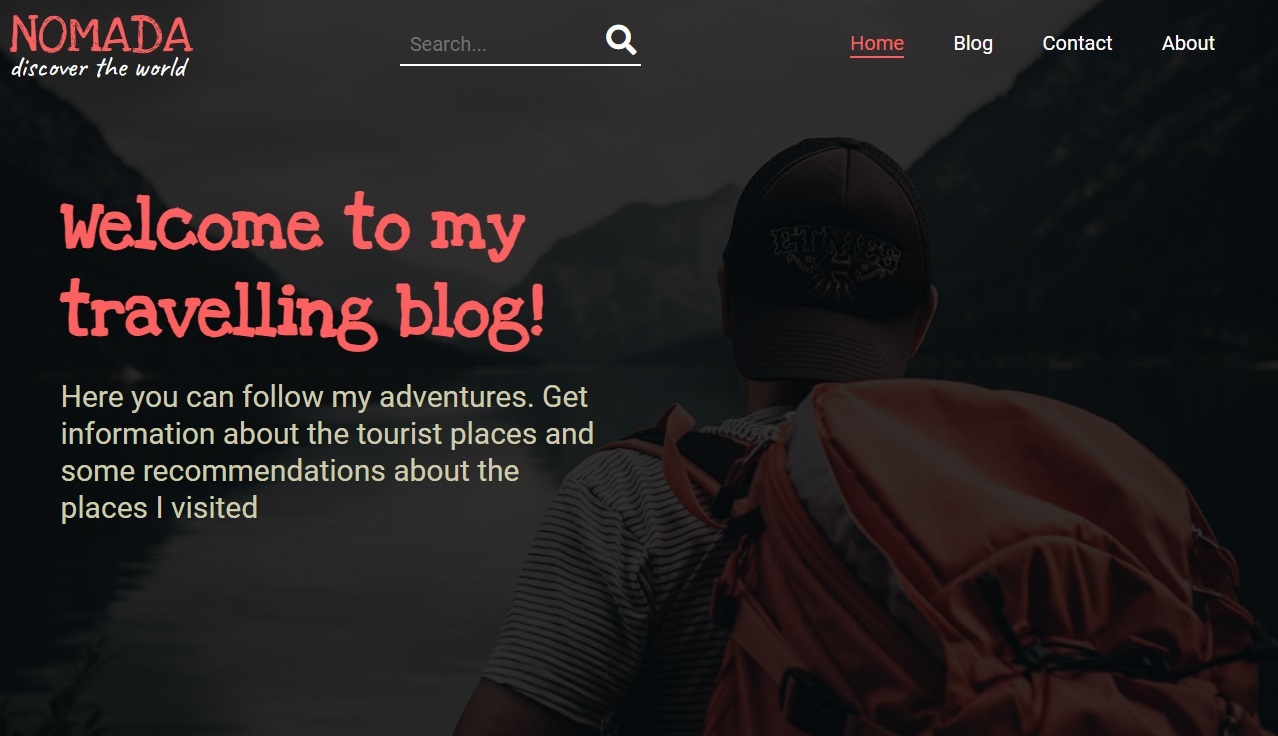 NOMADA
discover the world
Search...
Home Blog Contact About
Welcome to my
travelling blog!
Here you can follow my adventures. Get
information about the tourist places and
some recommendations about the
places I visited
ETNIES